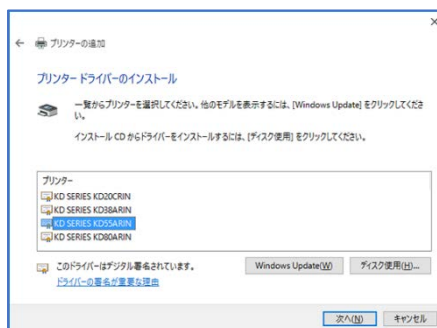 プリンターの追加
プリンター ドライバーのインストール
一覧からプリンターを選択してください。他のモデルを表示するには、[Windows Update] をクリックしてくださ
い。
インストール CD からドライバーをインストールするには、[ディスク使用] をクリックしてください。
プリンター
KD SERIES KD20CRIN
KD SERIES KD38ARIN
KD SERIES KD55ARIN
KD SERIES KD80ARIN
このドライバーはデジタル署名されています。
Windows Update(W)
ディスク使用(H)...
ドライバーの署名が重要な理由
次へ(N)
キャンセル